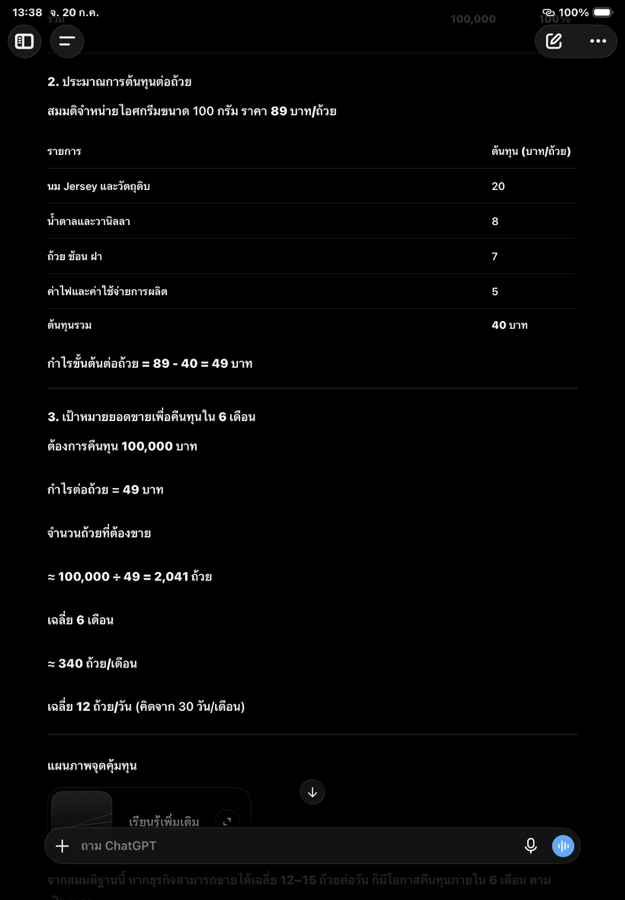 13:38 จ. 20 ก.ค.
100%
รวม
100,000
100%
2. ประมาณการต้นทุนต่อถ้วย
สมมติจำหน่ายไอศกรีมขนาด 100 กรัม ราคา 89 บาท/ถ้วย
รายการ
ต้นทุน (บาท/ถ้วย)
นม Jersey และวัตถุดิบ
20
น้ำตาลและวานิลลา
8
ถ้วย ช้อน ฝา
7
ค่าไฟและค่าใช้จ่ายการผลิต
5
ต้นทุนรวม
40 บาท
กำไรขั้นต้นต่อถ้วย = 89 - 40 = 49 บาท
3. เป้าหมายยอดขายเพื่อคืนทุนใน 6 เดือน
ต้องการคืนทุน 100,000 บาท
กำไรต่อถ้วย = 49 บาท
จำนวนถ้วยที่ต้องขาย
≈ 100,000 ÷ 49 = 2,041 ถ้วย
เฉลี่ย 6 เดือน
≈ 340 ถ้วย/เดือน
เฉลี่ย 12 ถ้วย/วัน (คิดจาก 30 วัน/เดือน)
แผนภาพจุดคุ้มทุน
เรียนรู้เพิ่มเติม
ถาม ChatGPT
จากสมมติฐานนี้ หากธุรกิจสามารถขายได้เฉลี่ย 12–15 ถ้วยต่อวัน ก็มีโอกาสคืนทุนภายใน 6 เดือน ตาม